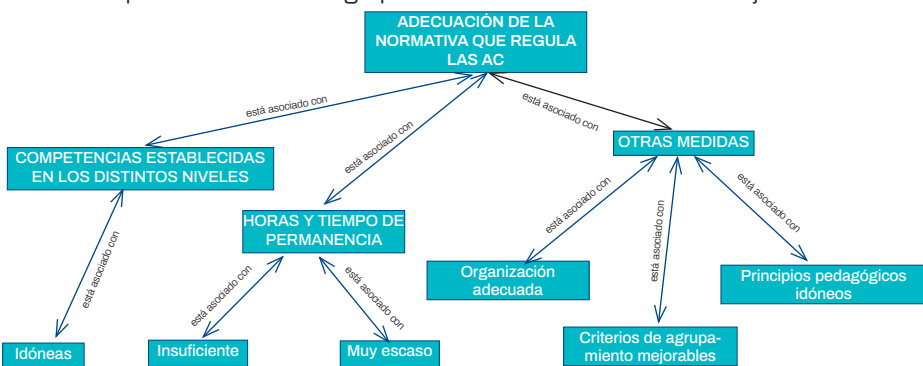 ADECUACIÓN DE LA
NORMATIVA QUE REGULA
LAS AC
está asociado con
está asociado con
está asociado con
COMPETENCIAS ESTABLECIDAS
EN LOS DISTINTOS NIVELES
OTRAS MEDIDAS
HORAS Y TIEMPO DE
PERMANENCIA
está asociado con
está asociado con
está asociado con
está asociado con
está asociado con
está asociado con
Organización
adecuada
Principios pedagógicos
idóneos
Idóneas
Insuficiente
Muy escaso
Criterios de agrupa-
miento mejorables